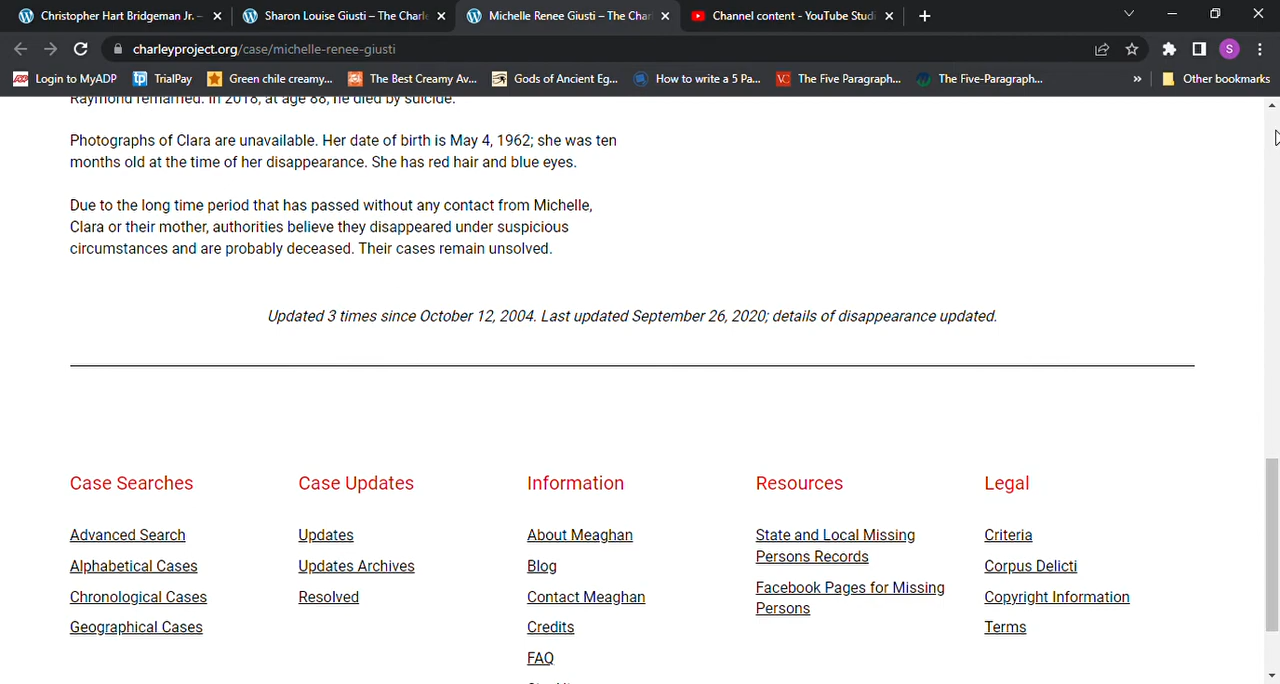 Christopher Hart Bridgeman Jr. –
Sharon Louise Giusti – The Charle
Michelle Renee Giusti – The Char
Channel content - YouTube Studi
charleyproject.org/case/michelle-renee-giusti
S
Login to MyADP
tp TrialPay
Green chile creamy...
The Best Creamy Av...
Gods of Ancient Eg...
How to write a 5 Pa...
VC The Five Paragraph...
The Five-Paragraph...
»
Other bookmarks
Raymond remarried. In 2018, at age 88, he died by suicide.
Photographs of Clara are unavailable. Her date of birth is May 4, 1962; she was ten
months old at the time of her disappearance. She has red hair and blue eyes.
Due to the long time period that has passed without any contact from Michelle,
Clara or their mother, authorities believe they disappeared under suspicious
circumstances and are probably deceased. Their cases remain unsolved.
Updated 3 times since October 12, 2004. Last updated September 26, 2020; details of disappearance updated.
Case Searches
Advanced Search
Alphabetical Cases
Chronological Cases
Geographical Cases
Case Updates
Updates
Updates Archives
Resolved
Information
About Meaghan
Blog
Contact Meaghan
Credits
FAQ
Resources
State and Local Missing
Persons Records
Facebook Pages for Missing
Persons
Legal
Criteria
Corpus Delicti
Copyright Information
Terms